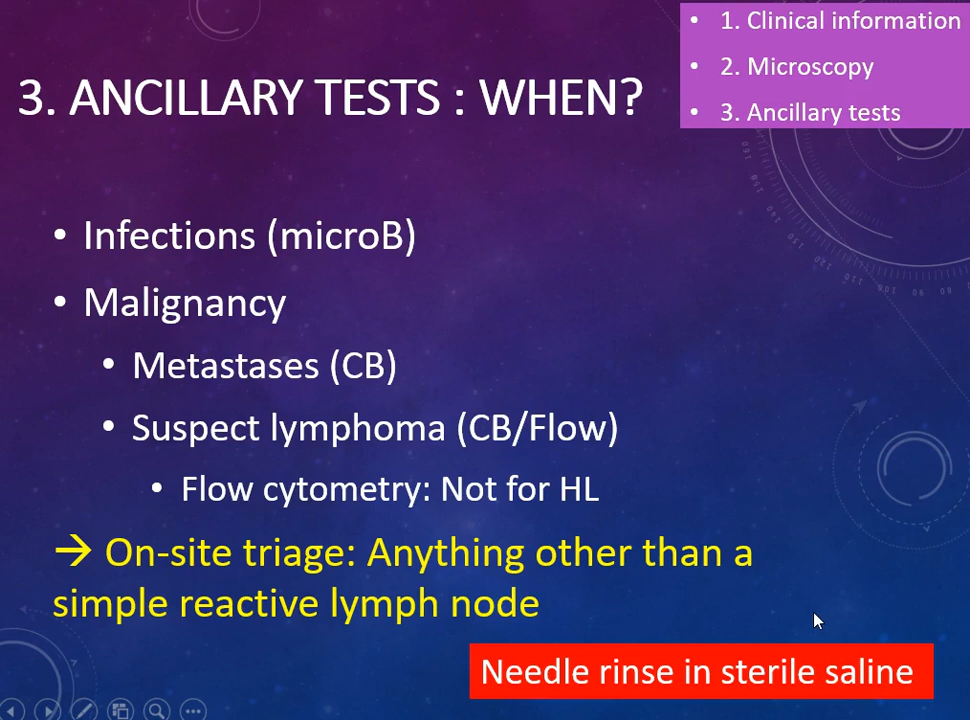 3. ANCILLARY TESTS : WHEN?
• 1. Clinical information
• 2. Microscopy
• 3. Ancillary tests
• Infections (microB)
• Malignancy
• Metastases (CB)
• Suspect lymphoma (CB/Flow)
• Flow cytometry: Not for HL
→ On-site triage: Anything other than a
simple reactive lymph node
Needle rinse in sterile saline